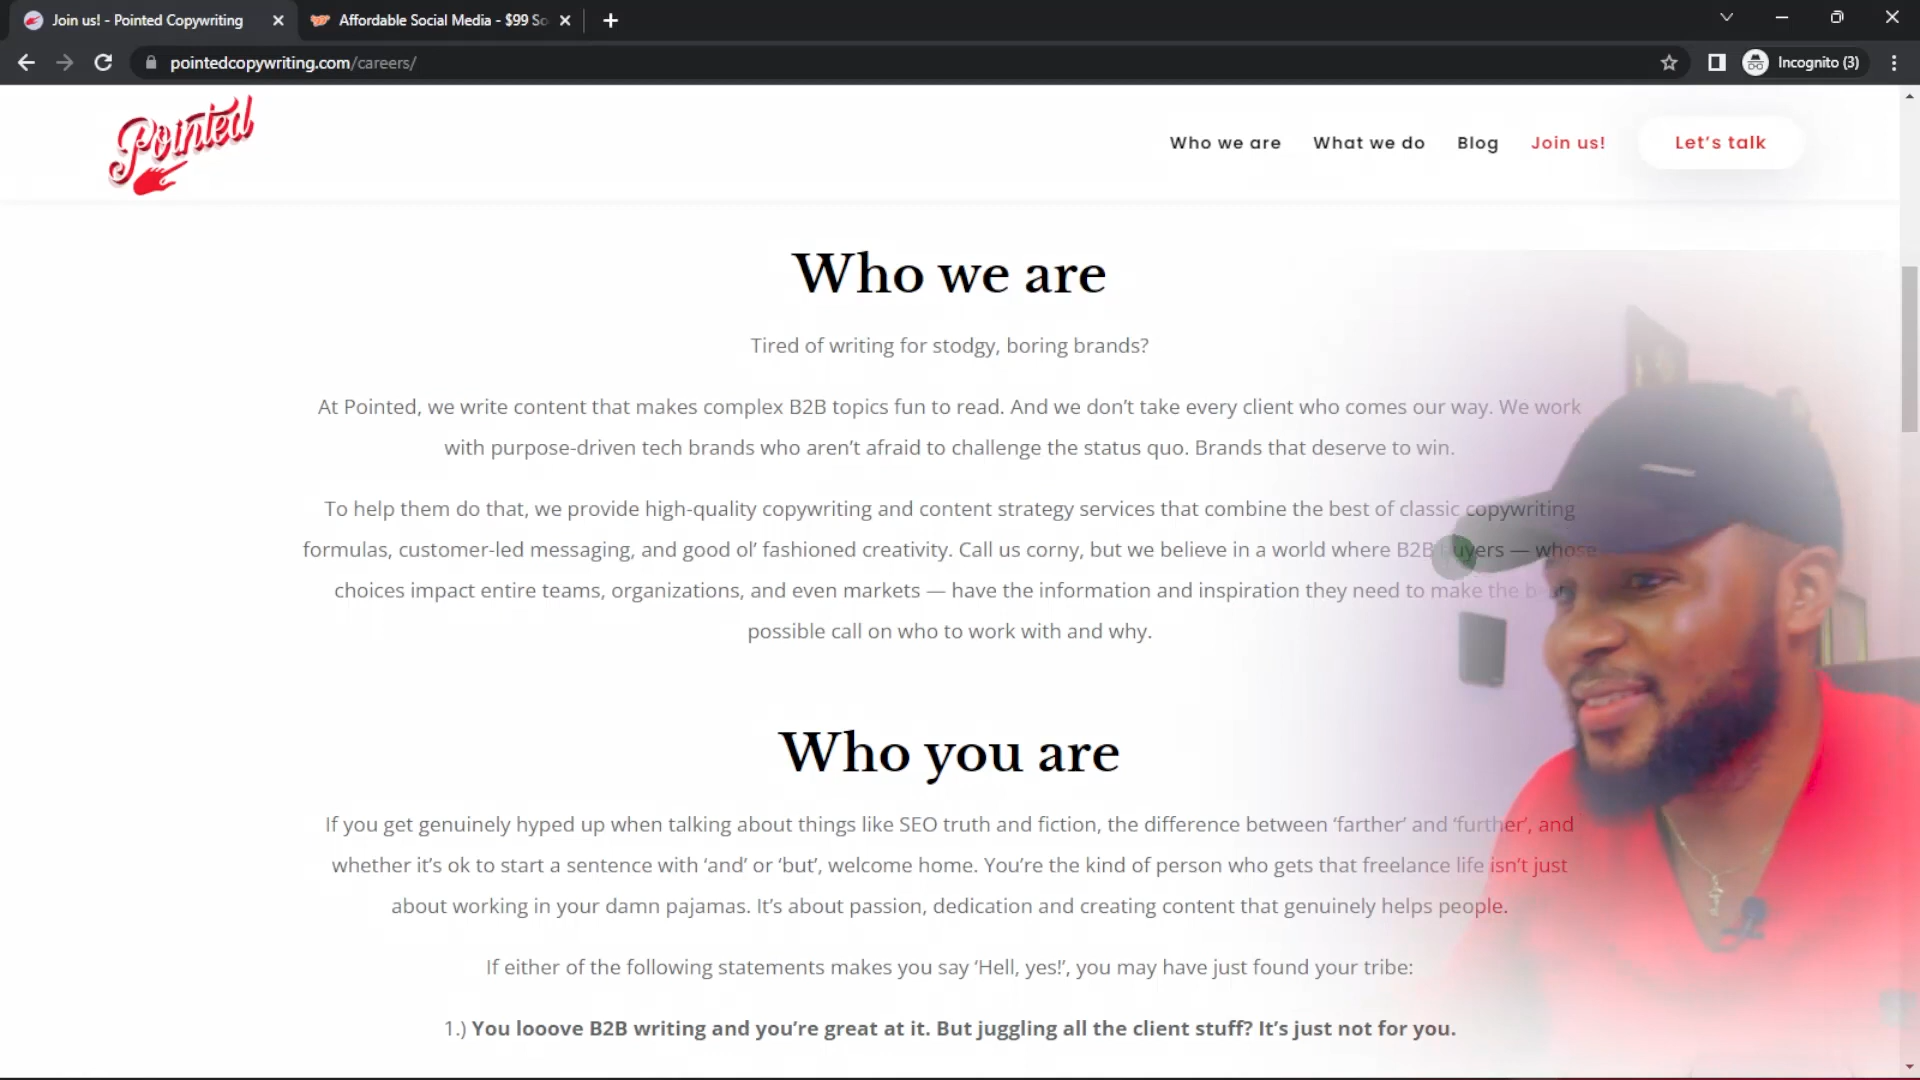 Join us! - Pointed Copywriting
Affordable Social Media - $99 So
pointedcopywriting.com/careers/
Incognito (3)
Pointed
Who we are
What we do
Blog
Join us!
Let's talk
Who we are
Tired of writing for stodgy, boring brands?
At Pointed, we write content that makes complex B2B topics fun to read. And we don't take every client who comes our way. We work
with purpose-driven tech brands who aren't afraid to challenge the status quo. Brands that deserve to win.
To help them do that, we provide high-quality copywriting and content strategy services that combine the best of classic copywriting
formulas, customer-led messaging, and good ol' fashioned creativity. Call us corny, but we believe in a world where B2B buyers — whose
choices impact entire teams, organizations, and even markets — have the information and inspiration they need to make the
possible call on who to work with and why.
Who you are
If you get genuinely hyped up when talking about things like SEO truth and fiction, the difference between ‘farther’ and ‘further’, and
whether it's ok to start a sentence with ‘and’ or ‘but’, welcome home. You're the kind of person who gets that freelance life isn't just
about working in your damn pajamas. It's about passion, dedication and creating content that genuinely helps people.
If either of the following statements makes you say ‘Hell, yes!’, you may have just found your tribe:
1.) You looove B2B writing and you're great at it. But juggling all the client stuff? It's just not for you.